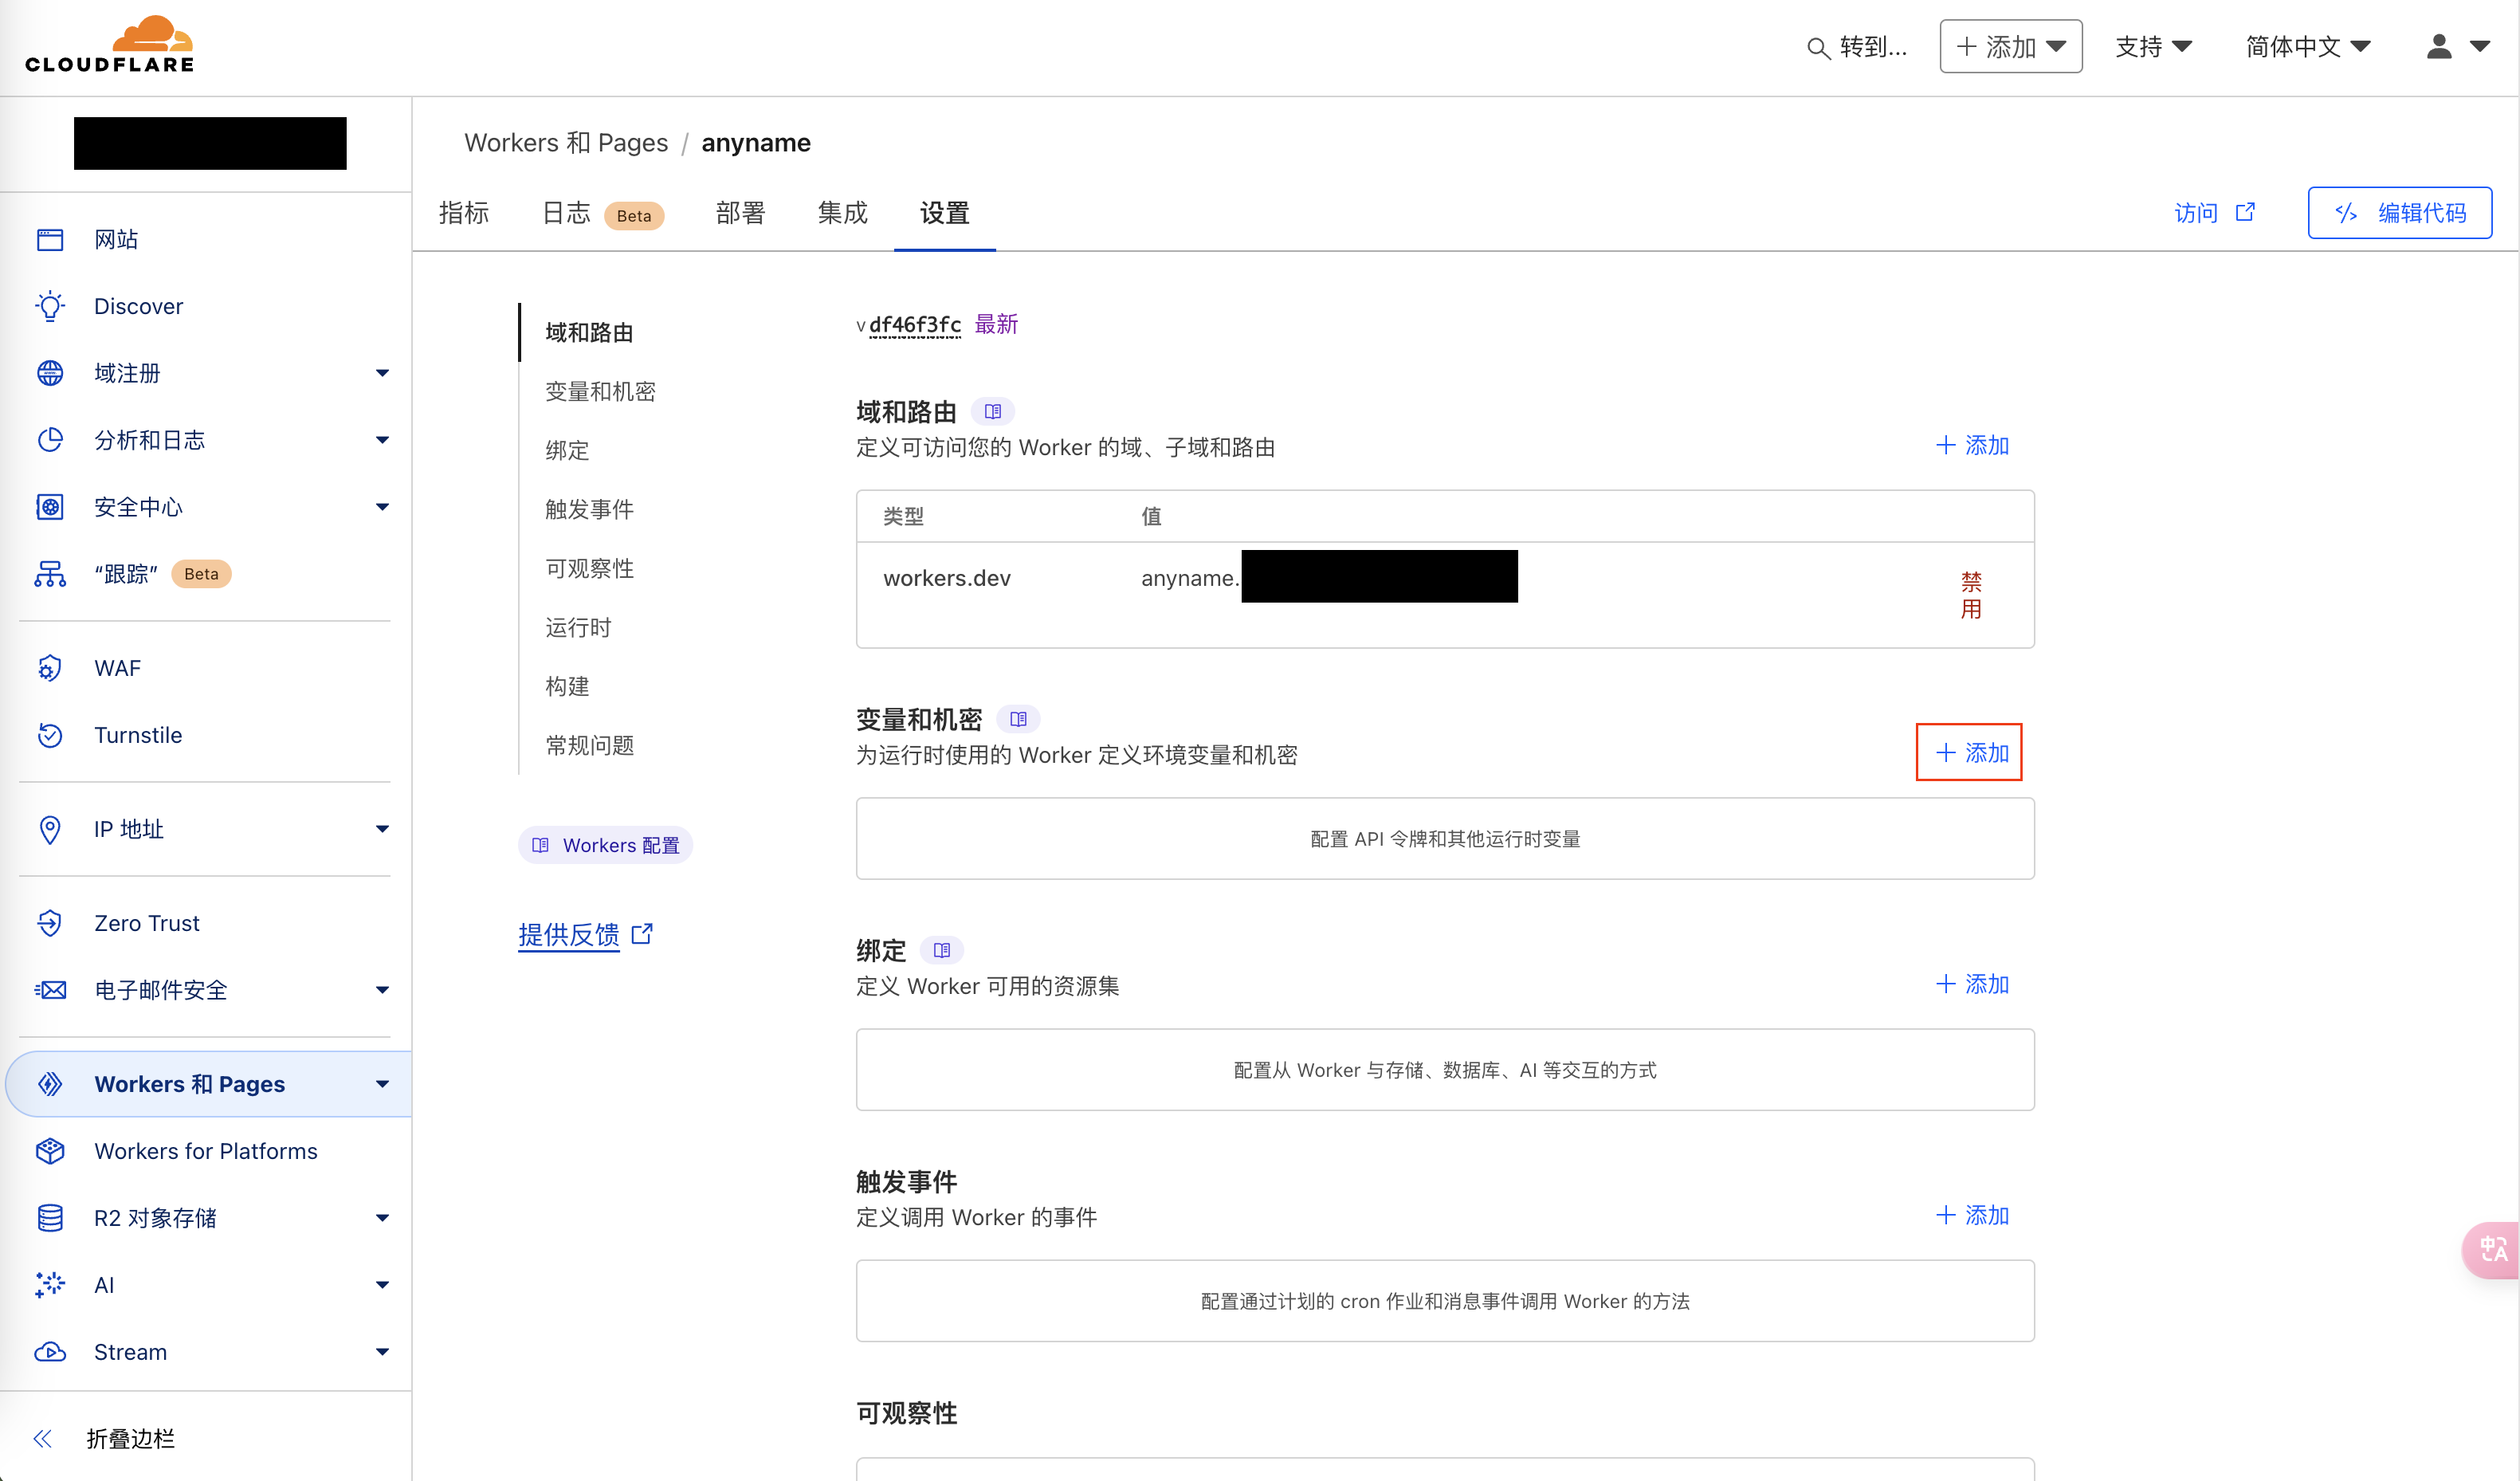 CLOUDFLARE
转到...
添加
支持
简体中文
网站
Discover
域注册
分析和日志
安全中心
“跟踪” Beta
WAF
Turnstile
IP 地址
Zero Trust
电子邮件安全
Workers 和 Pages
Workers for Platforms
R2 对象存储
AI
Stream
折叠边栏
Workers 和 Pages / anyname
指标
日志 Beta
部署
集成
设置
访问
编辑代码
域和路由
变量和机密
绑定
触发事件
可观察性
运行时
构建
常规问题
Workers 配置
提供反馈
v df46f3fc 最新
域和路由
定义可访问您的 Worker 的域、子域和路由
添加
类型 值
workers.dev anyname.
禁
用
变量和机密
为运行时使用的 Worker 定义环境变量和机密
添加
配置 API 令牌和其他运行时变量
绑定
定义 Worker 可用的资源集
添加
配置从 Worker 与存储、数据库、AI 等交互的方式
触发事件
定义调用 Worker 的事件
添加
配置通过计划的 cron 作业和消息事件调用 Worker 的方法
可观察性
中A